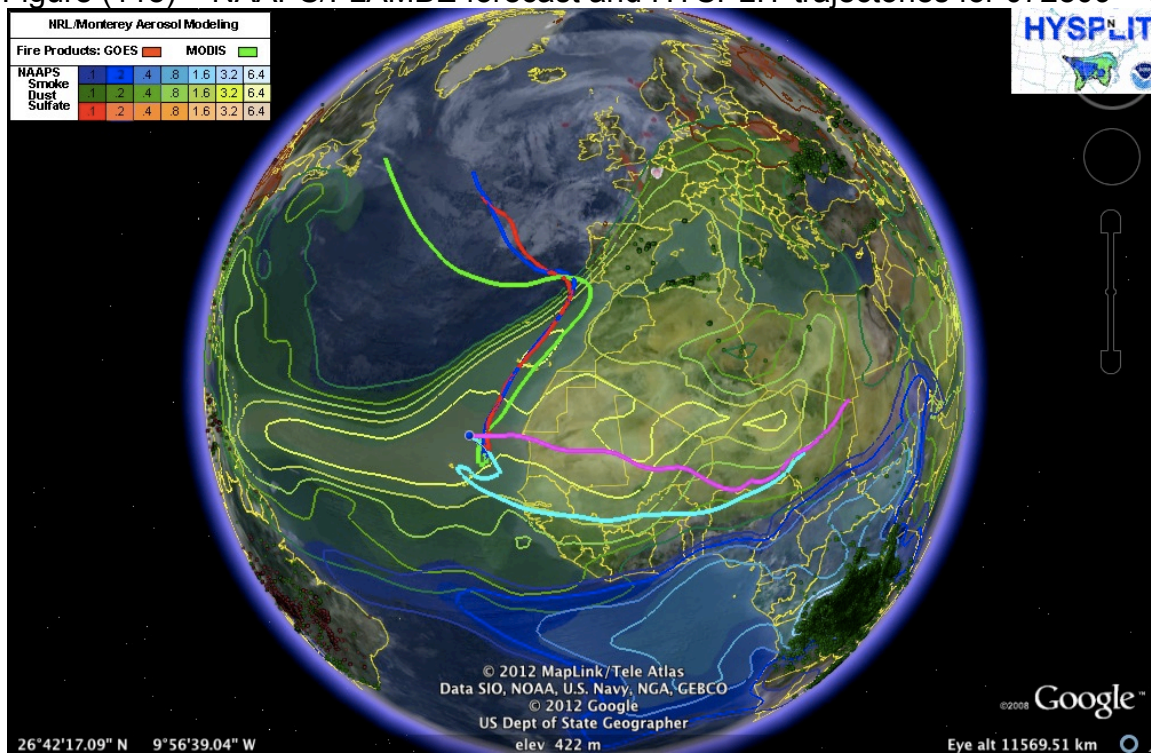 NRL/Monterey Aerosol Modeling
Fire Products: GOES MODIS
NAAPS
Smoke .1 .2 .4 .8 1.6 3.2 6.4
Dust .1 .2 .4 .8 1.6 3.2 6.4
Sulfate .1 .2 .4 .8 1.6 3.2 6.4
HYSPLIT
N
NOAA
© 2012 MapLink/Tele Atlas
Data SIO, NOAA, U.S. Navy, NGA, GEBCO
© 2012 Google
US Dept of State Geographer
©2008 Google™
26°42'17.09" N 9°56'39.04" W elev 422 m Eye alt 11569.51 km